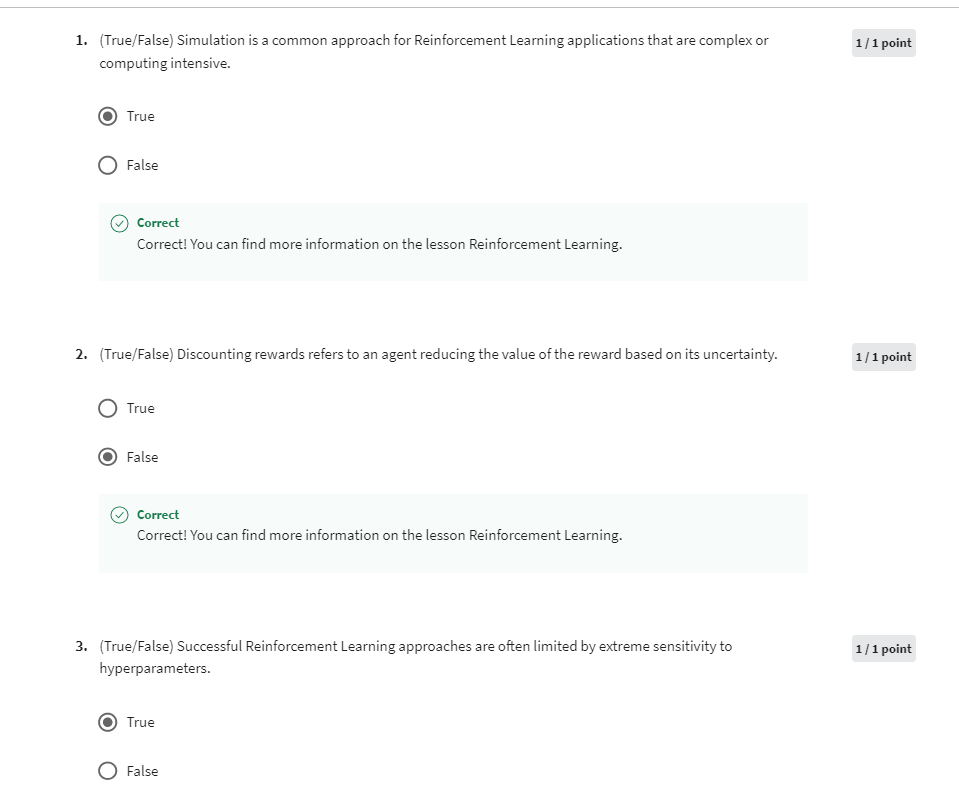 1. (True/False) Simulation is a common approach for Reinforcement Learning applications that are complex or
computing intensive.
1 / 1 point
True
False
Correct
Correct! You can find more information on the lesson Reinforcement Learning.
2. (True/False) Discounting rewards refers to an agent reducing the value of the reward based on its uncertainty.
1 / 1 point
True
False
Correct
Correct! You can find more information on the lesson Reinforcement Learning.
3. (True/False) Successful Reinforcement Learning approaches are often limited by extreme sensitivity to
hyperparameters.
1 / 1 point
True
False